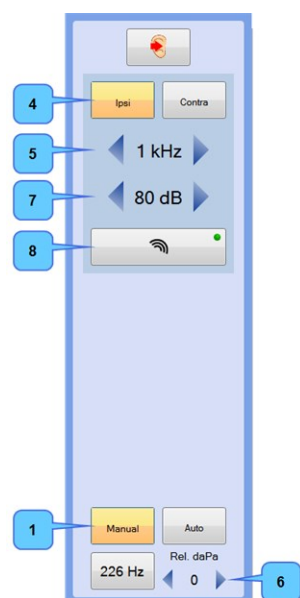 4
Ipsi Contra
5
1 kHz
7
80 dB
8
1
Manual Auto
Rel. daPa
226 Hz
0
6